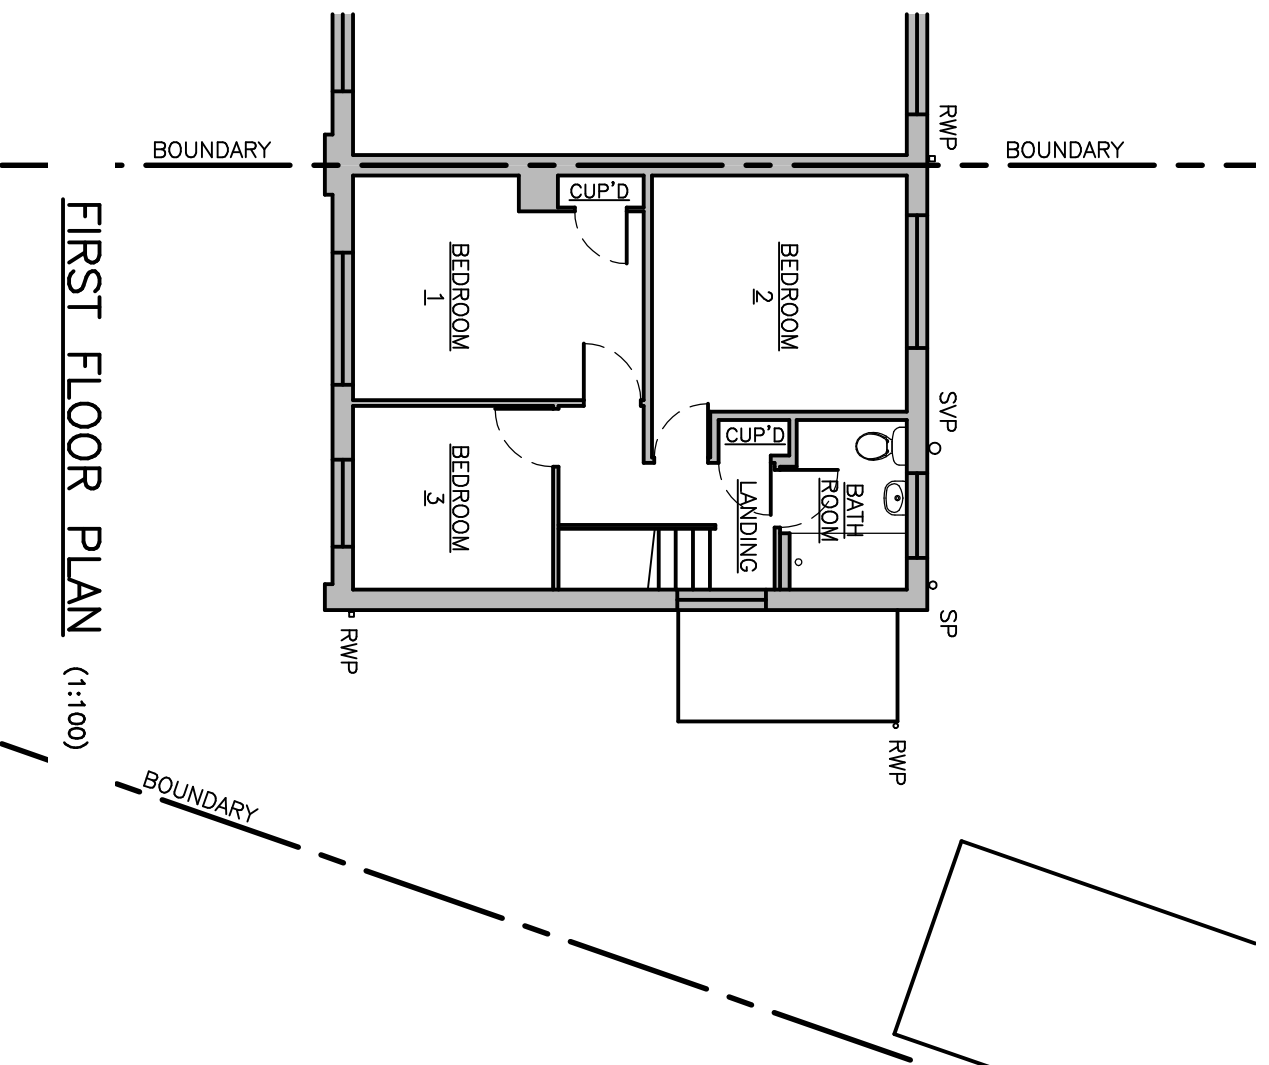 RWP
BOUNDARY
BOUNDARY
CUP'D
BEDROOM
1
BEDROOM
2
SVP
CUP'D
BEDROOM
3
LANDING
BATH
ROOM
SP
RWP
RWP
BOUNDARY
FIRST FLOOR PLAN (1:100)